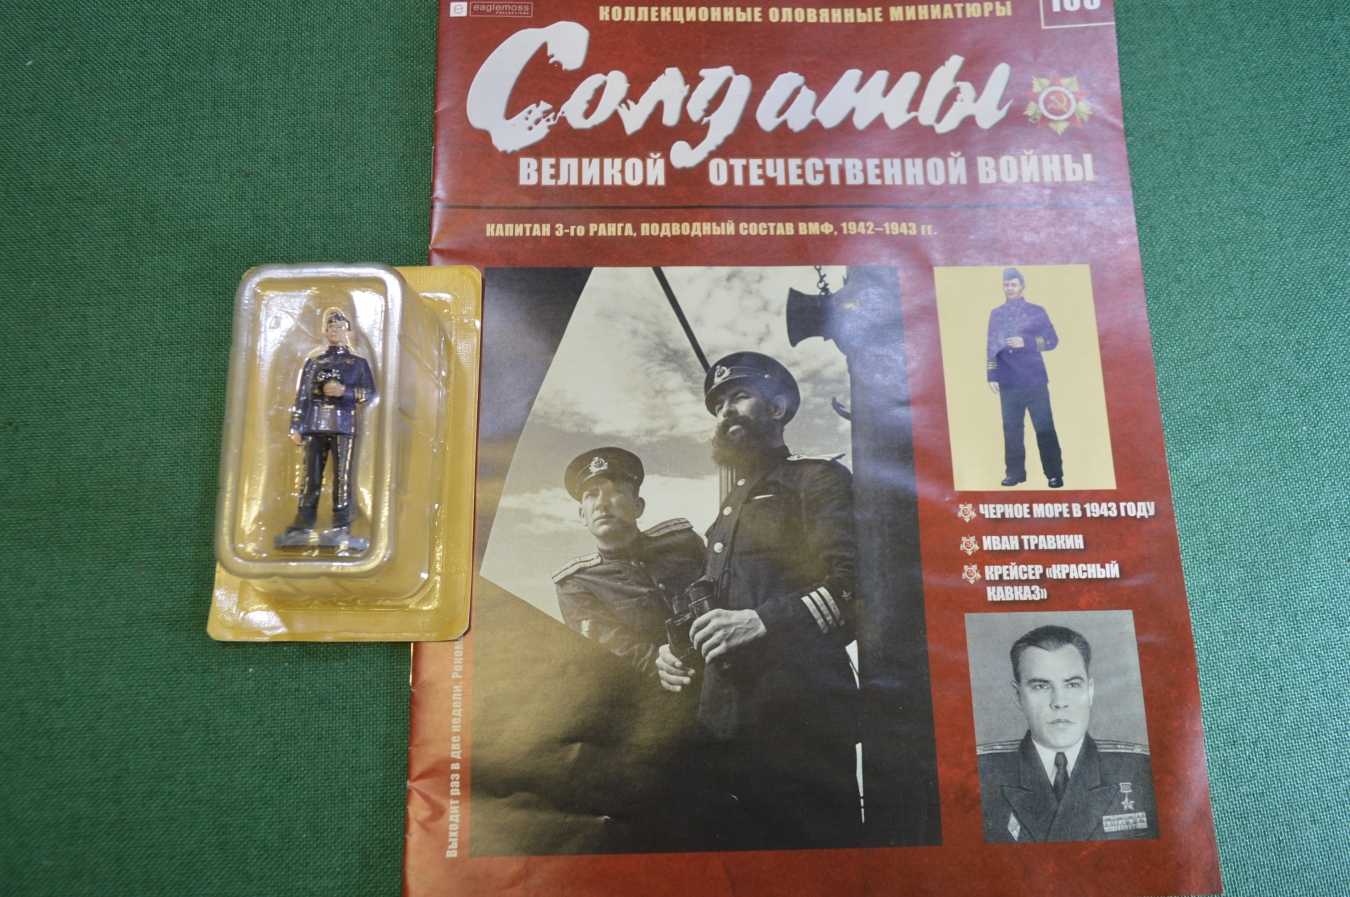 eaglemoss
COLLECTIONS
КОЛЛЕКЦИОННЫЕ ОЛОВЯННЫЕ МИНИАТЮРЫ
Солдаты
ВЕЛИКОЙ ОТЕЧЕСТВЕННОЙ ВОЙНЫ
КАПИТАН 3-го РАНГА, ПОДВОДНЫЙ СОСТАВ ВМФ, 1942–1943 гг.
ЧЕРНОЕ МОРЕ В 1943 ГОДУ
ИВАН ТРАВКИН
КРЕЙСЕР «КРАСНЫЙ
КАВКАЗ»
Выходит раз в две недели.